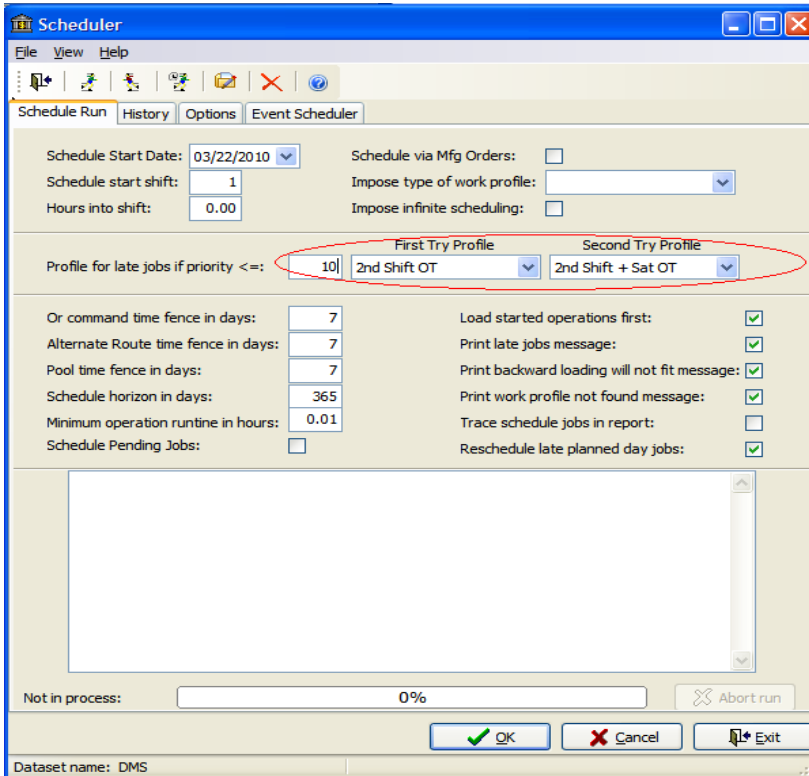 Scheduler
File View Help
Schedule Run History Options Event Scheduler
Schedule Start Date: 03/22/2010 Schedule via Mfg Orders:
Schedule start shift: 1 Impose type of work profile:
Hours into shift: 0.00 Impose infinite scheduling:
First Try Profile Second Try Profile
Profile for late jobs if priority <=: 10 2nd Shift OT 2nd Shift + Sat OT
Or command time fence in days: 7 Load started operations first:
Alternate Route time fence in days: 7 Print late jobs message:
Pool time fence in days: 7 Print backward loading will not fit message:
Schedule horizon in days: 365 Print work profile not found message:
Minimum operation runtime in hours: 0.01 Trace schedule jobs in report:
Schedule Pending Jobs: Reschedule late planned day jobs:
Not in process: 0% Abort run
OK Cancel Exit
Dataset name: DMS